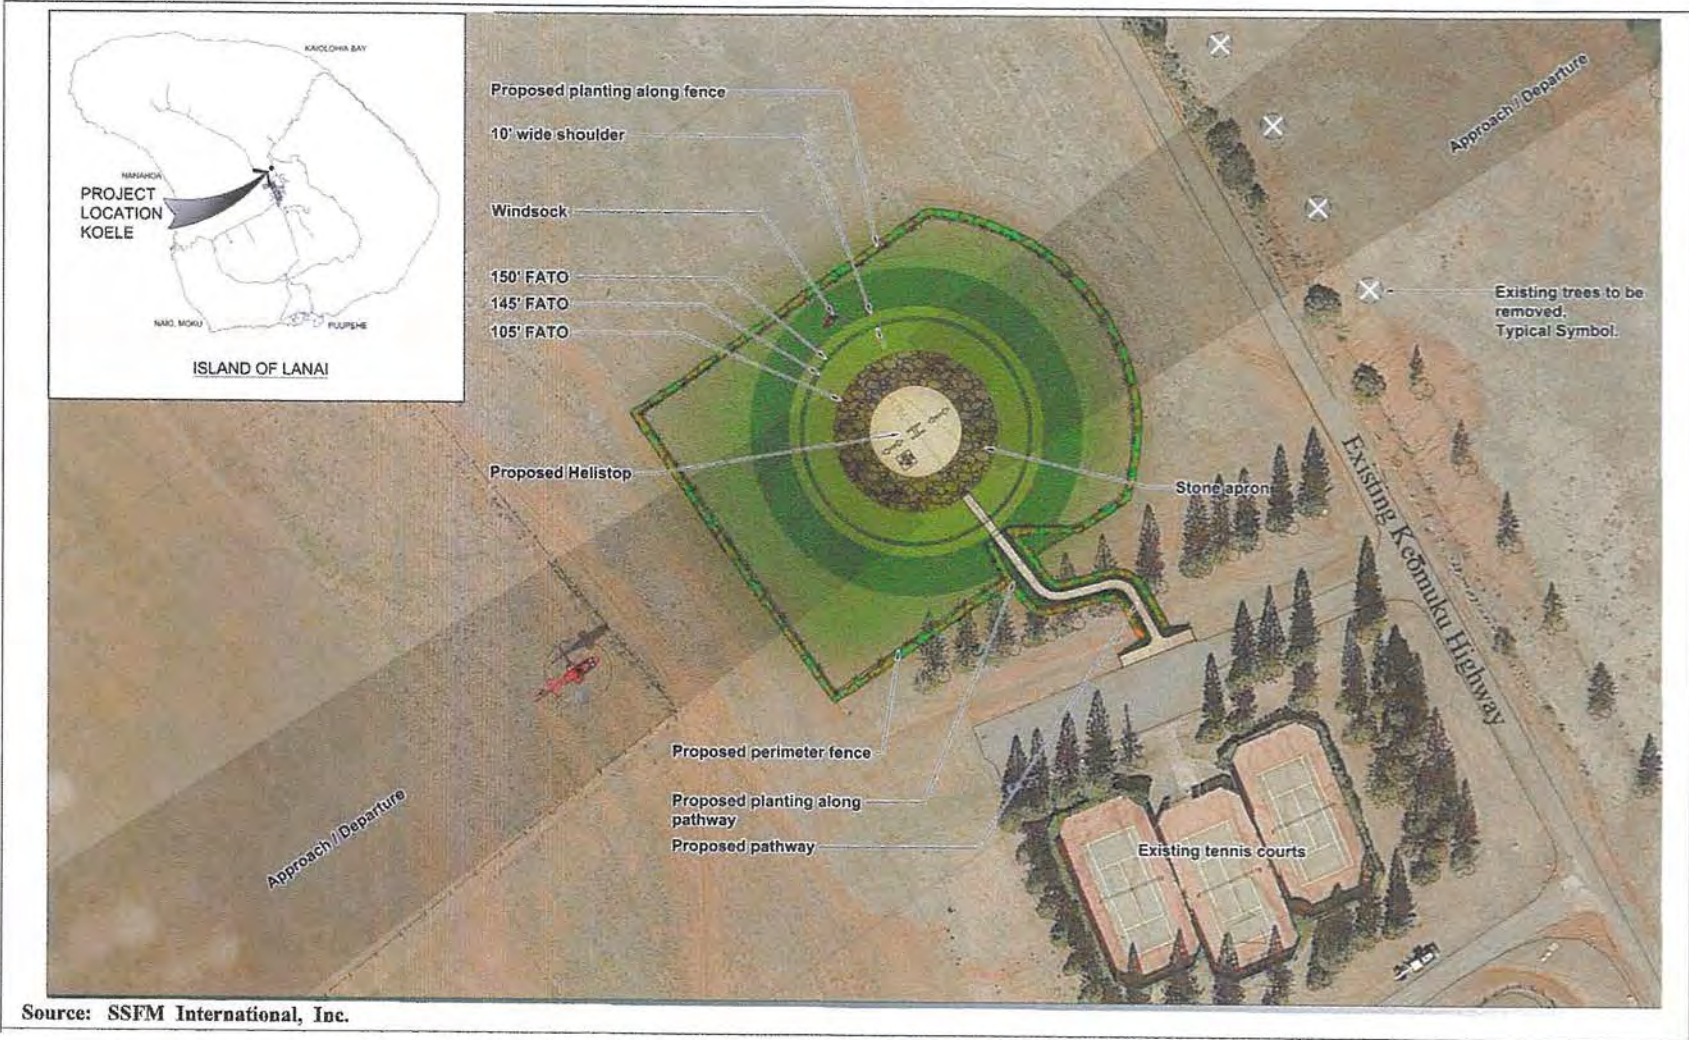 KAIOLOHIA BAY
NANAHOA
PROJECT
LOCATION
KOELE
NAIO, MOKU
PUUPEHE
ISLAND OF LANAI
Proposed planting along fence
10' wide shoulder
Windsock
150' FATO
145' FATO
105' FATO
Proposed Helistop
Approach / Departure
Existing trees to be
removed.
Typical Symbol.
Stone apron
Existing Keōmuku Highway
H
Proposed perimeter fence
Proposed planting along
pathway
Proposed pathway
Approach / Departure
Existing tennis courts
Source: SSFM International, Inc.